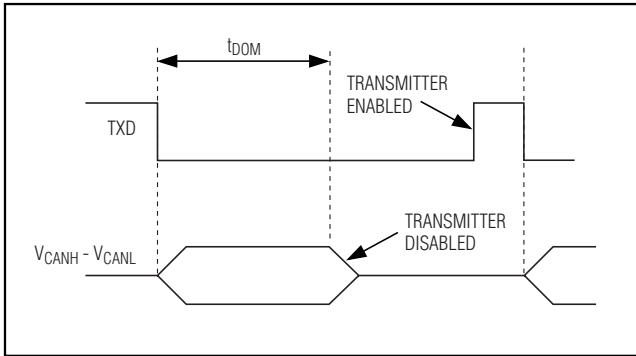 tDOM
TRANSMITTER
ENABLED
TXD
TRANSMITTER
DISABLED
VCANH - VCANL